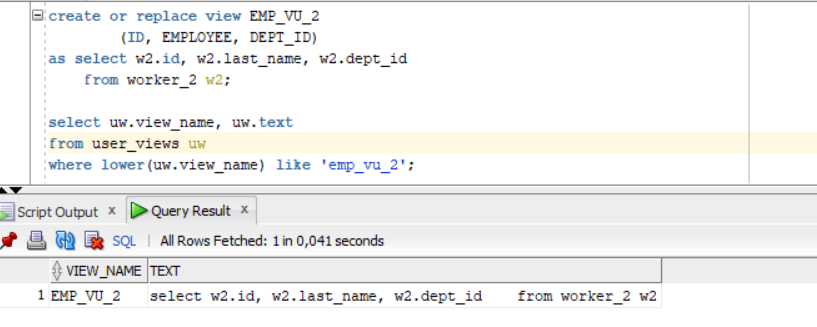 create or replace view EMP_VU_2
(ID, EMPLOYEE, DEPT_ID)
as select w2.id, w2.last_name, w2.dept_id
from worker_2 w2;
select uw.view_name, uw.text
from user_views uw
where lower(uw.view_name) like 'emp_vu_2';
Script Output x Query Result x
SQL | All Rows Fetched: 1 in 0,041 seconds
VIEW_NAME TEXT
1 EMP_VU_2 select w2.id, w2.last_name, w2.dept_id from worker_2 w2